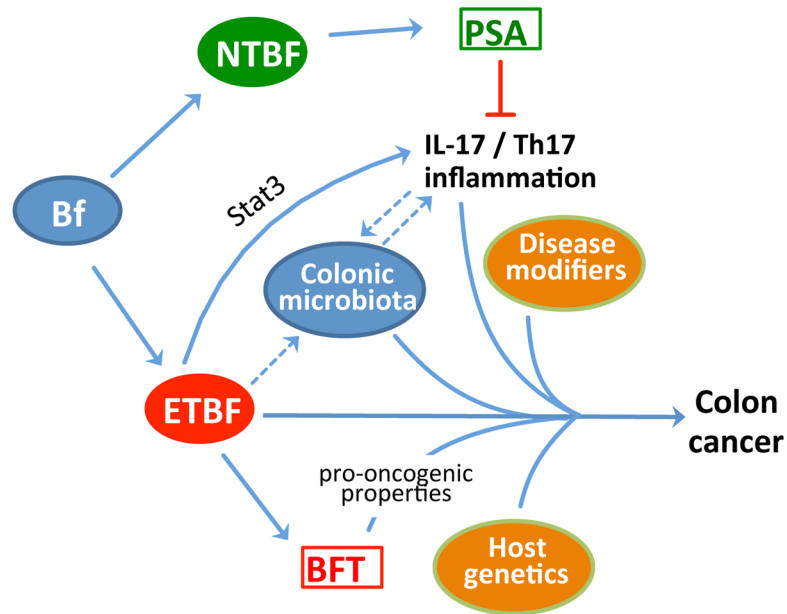 NTBF
PSA
IL-17 / Th17
inflammation
Bf
Stat3
Disease
modifiers
Colonic
microbiota
ETBF
Colon
cancer
pro-oncogenic
properties
BFT
Host
genetics